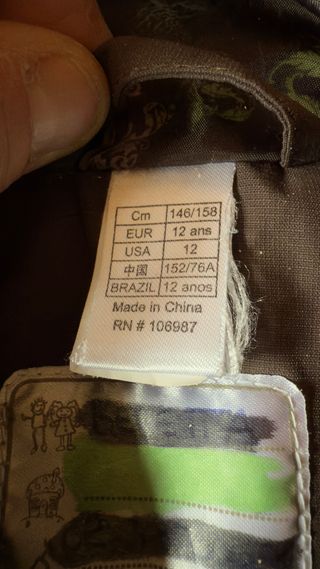 Cm 146/158
EUR 12 ans
USA 12
中国 152/76A
BRAZIL 12 anos
Made in China
RN # 106987